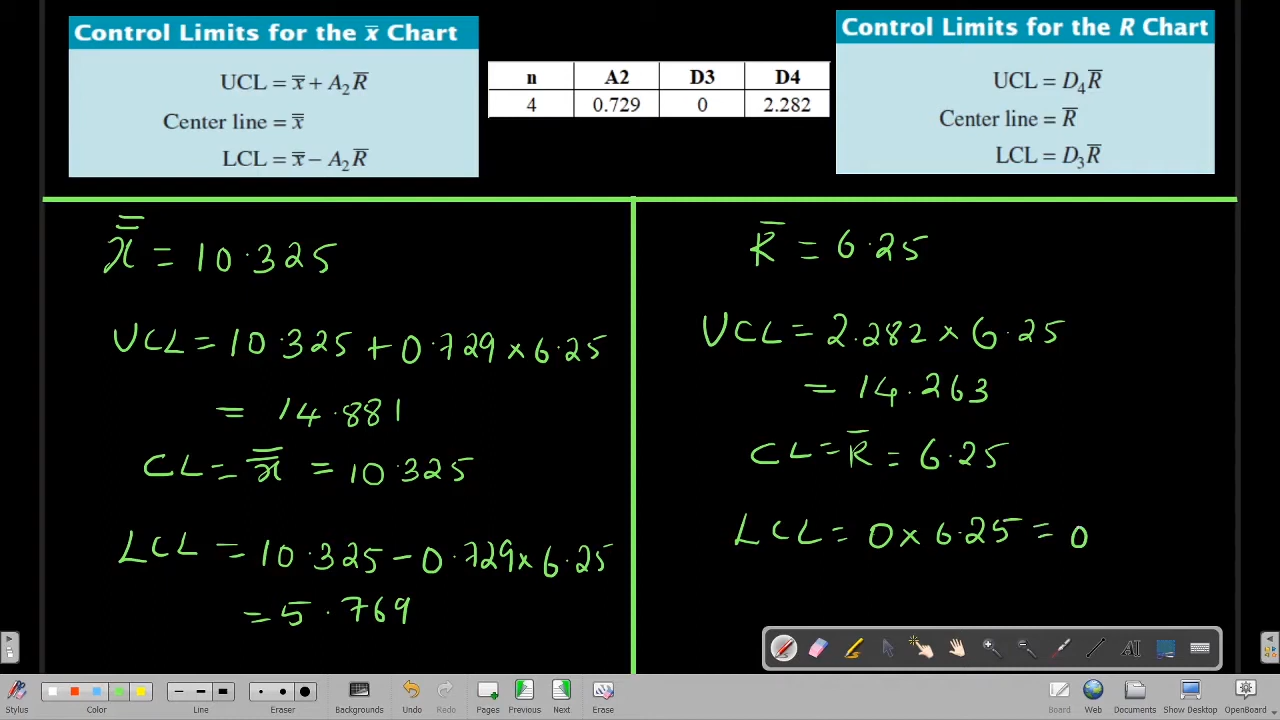 Control Limits for the x̄ Chart
UCL = x̿ + A₂R̄
Center line = x̿
LCL = x̿ − A₂R̄
n A2 D3 D4
4 0.729 0 2.282
Control Limits for the R Chart
UCL = D₄R̄
Center line = R̄
LCL = D₃R̄
x̿ = 10.325
UCL = 10.325 + 0.729 × 6.25
= 14.881
CL = x̿ = 10.325
LCL = 10.325 − 0.729 × 6.25
= 5.769
R̄ = 6.25
UCL = 2.282 × 6.25
= 14.263
CL = R̄ = 6.25
LCL = 0 × 6.25 = 0
AI
Stylus Color Line Eraser Backgrounds Undo Redo Pages Previous Next Erase Board Web Documents Show Desktop OpenBoard